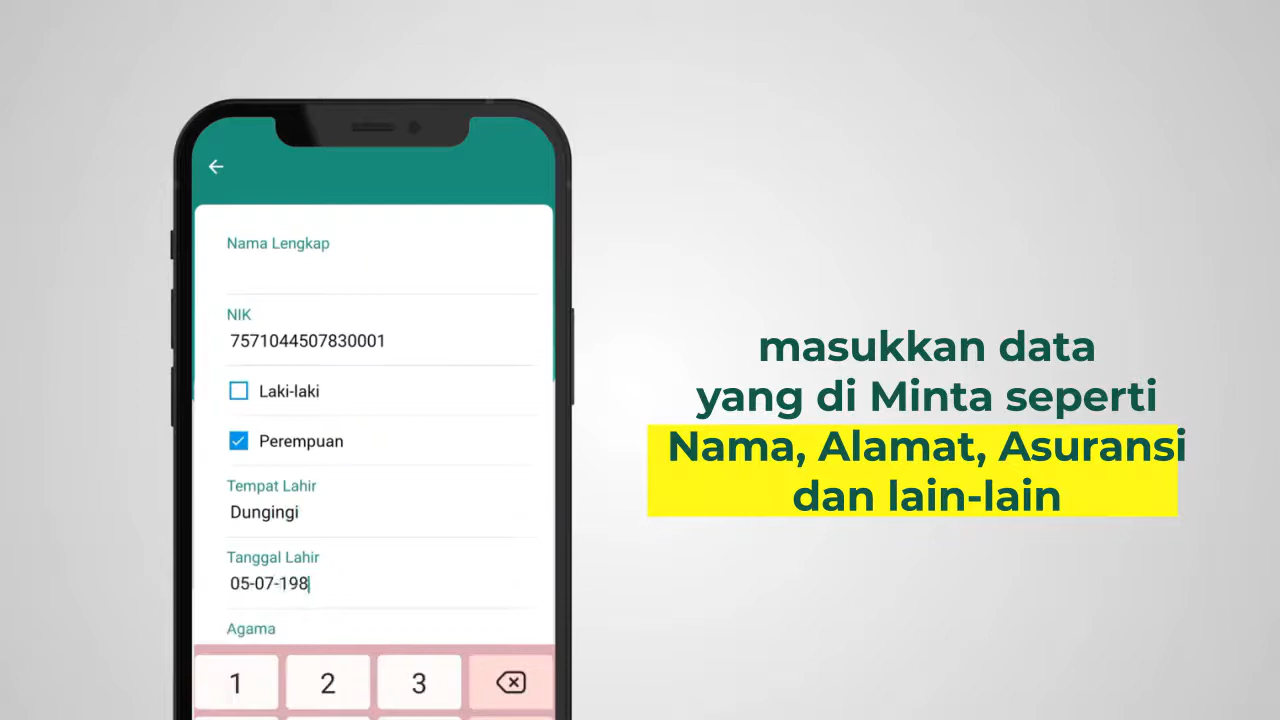 Nama Lengkap
NIK
7571044507830001
Laki-laki
Perempuan
Tempat Lahir
Dungingi
Tanggal Lahir
05-07-198
Agama
1 2 3
masukkan data
yang di Minta seperti
Nama, Alamat, Asuransi
dan lain-lain